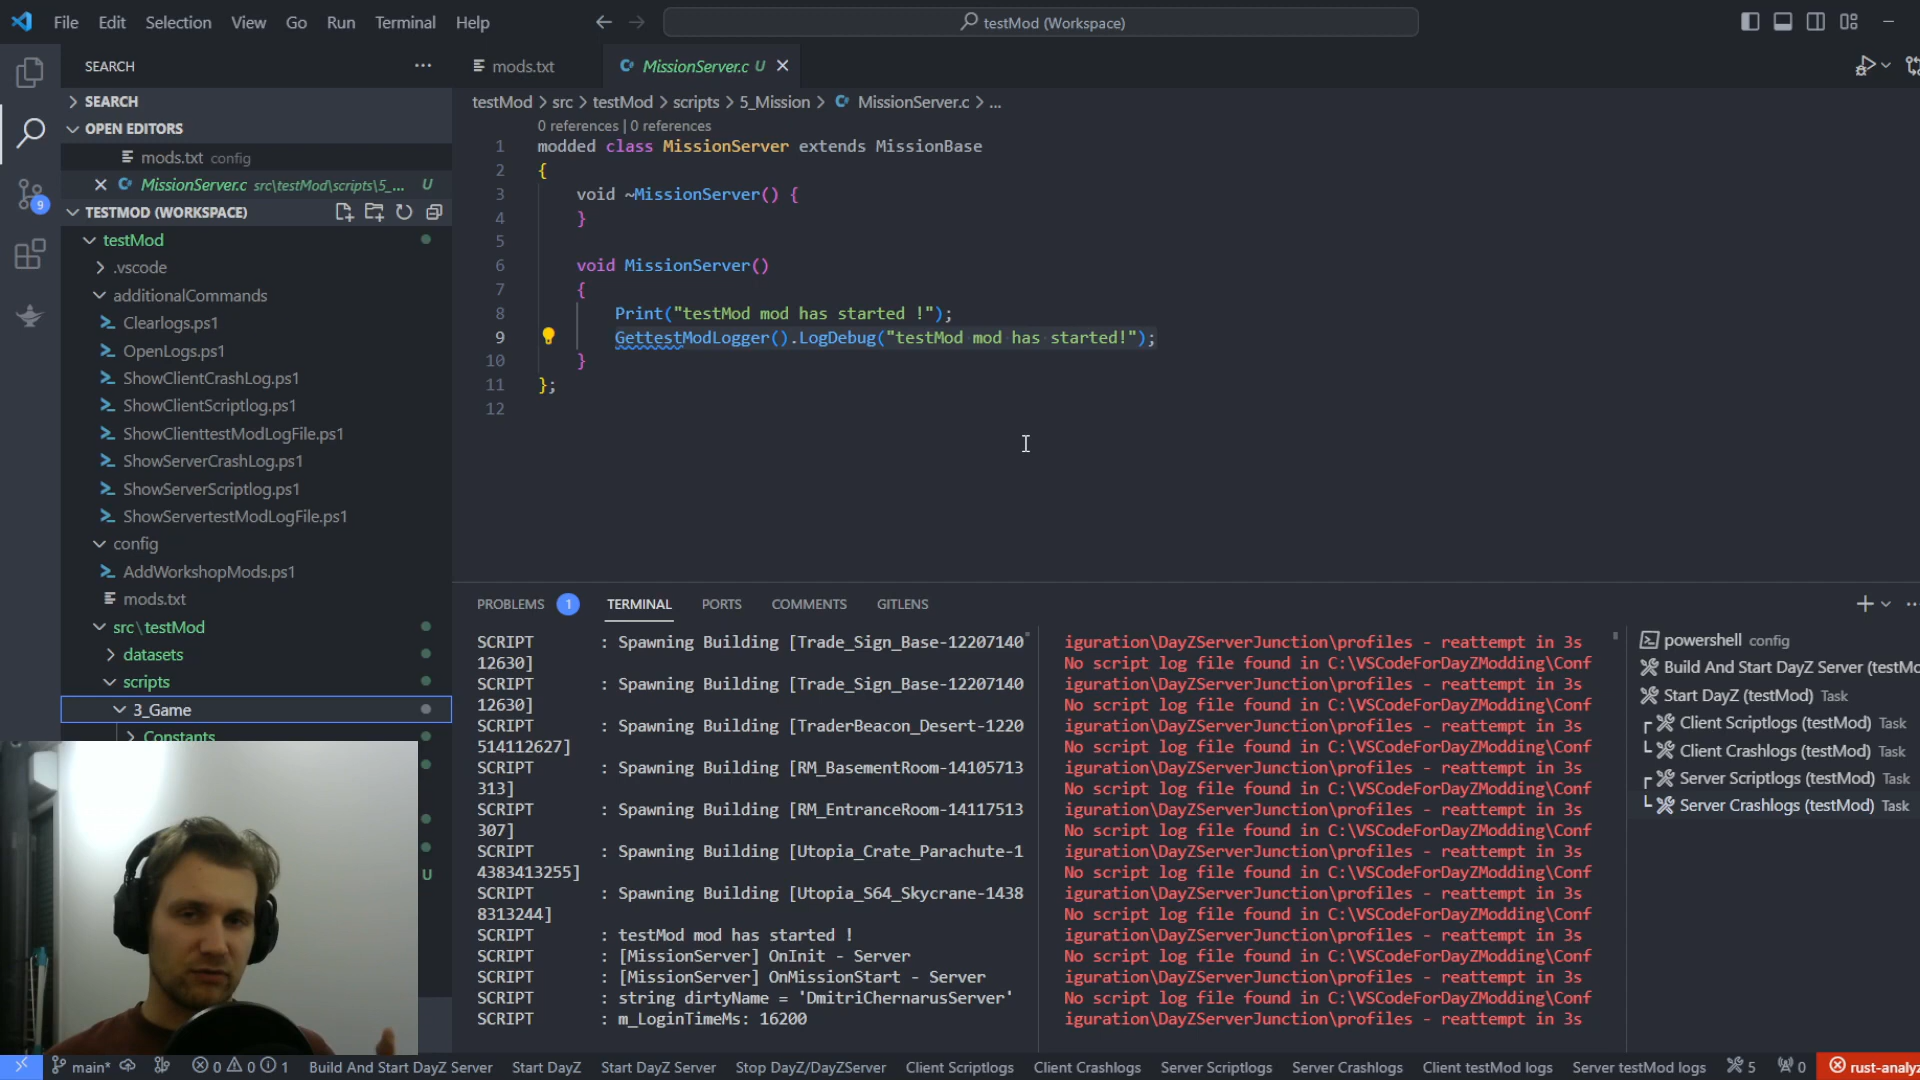 File Edit Selection View Go Run Terminal Help
testMod (Workspace)
SEARCH
SEARCH
OPEN EDITORS
mods.txt config
MissionServer.c src\testMod\scripts\5_... U
TESTMOD (WORKSPACE)
testMod
.vscode
additionalCommands
Clearlogs.ps1
OpenLogs.ps1
ShowClientCrashLog.ps1
ShowClientScriptlog.ps1
ShowClienttestModLogFile.ps1
ShowServerCrashLog.ps1
ShowServerScriptlog.ps1
ShowServertestModLogFile.ps1
config
AddWorkshopMods.ps1
mods.txt
src\testMod
datasets
scripts
3_Game
Constants
U
9
mods.txt
MissionServer.c U
testMod > src > testMod > scripts > 5_Mission > MissionServer.c > ...
0 references | 0 references
1 modded class MissionServer extends MissionBase
2 {
3 void ~MissionServer() {
4 }
5
6 void MissionServer()
7 {
8 Print("testMod mod has started !");
9 GettestModLogger().LogDebug("testMod mod has started!");
10 }
11 };
12
PROBLEMS 1 TERMINAL PORTS COMMENTS GITLENS
SCRIPT : Spawning Building [Trade_Sign_Base-12207140
12630]
SCRIPT : Spawning Building [Trade_Sign_Base-12207140
12630]
SCRIPT : Spawning Building [TraderBeacon_Desert-1220
514112627]
SCRIPT : Spawning Building [RM_BasementRoom-14105713
313]
SCRIPT : Spawning Building [RM_EntranceRoom-14117513
307]
SCRIPT : Spawning Building [Utopia_Crate_Parachute-1
4383413255]
SCRIPT : Spawning Building [Utopia_S64_Skycrane-1438
8313244]
SCRIPT : testMod mod has started !
SCRIPT : [MissionServer] OnInit - Server
SCRIPT : [MissionServer] OnMissionStart - Server
SCRIPT : string dirtyName = 'DmitriChernarusServer'
SCRIPT : m_LoginTimeMs: 16200
iguration\DayZServerJunction\profiles - reattempt in 3s
No script log file found in C:\VSCodeForDayZModding\Conf
iguration\DayZServerJunction\profiles - reattempt in 3s
No script log file found in C:\VSCodeForDayZModding\Conf
iguration\DayZServerJunction\profiles - reattempt in 3s
No script log file found in C:\VSCodeForDayZModding\Conf
iguration\DayZServerJunction\profiles - reattempt in 3s
No script log file found in C:\VSCodeForDayZModding\Conf
iguration\DayZServerJunction\profiles - reattempt in 3s
No script log file found in C:\VSCodeForDayZModding\Conf
iguration\DayZServerJunction\profiles - reattempt in 3s
No script log file found in C:\VSCodeForDayZModding\Conf
iguration\DayZServerJunction\profiles - reattempt in 3s
No script log file found in C:\VSCodeForDayZModding\Conf
iguration\DayZServerJunction\profiles - reattempt in 3s
No script log file found in C:\VSCodeForDayZModding\Conf
iguration\DayZServerJunction\profiles - reattempt in 3s
No script log file found in C:\VSCodeForDayZModding\Conf
iguration\DayZServerJunction\profiles - reattempt in 3s
powershell config
Build And Start DayZ Server (testMo
Start DayZ (testMod) Task
Client Scriptlogs (testMod) Task
Client Crashlogs (testMod) Task
Server Scriptlogs (testMod) Task
Server Crashlogs (testMod) Task
main* 0 0 1 Build And Start DayZ Server Start DayZ Start DayZ Server Stop DayZ/DayZServer Client Scriptlogs Client Crashlogs Server Scriptlogs Server Crashlogs Client testMod logs Server testMod logs 5 0 rust-analyz